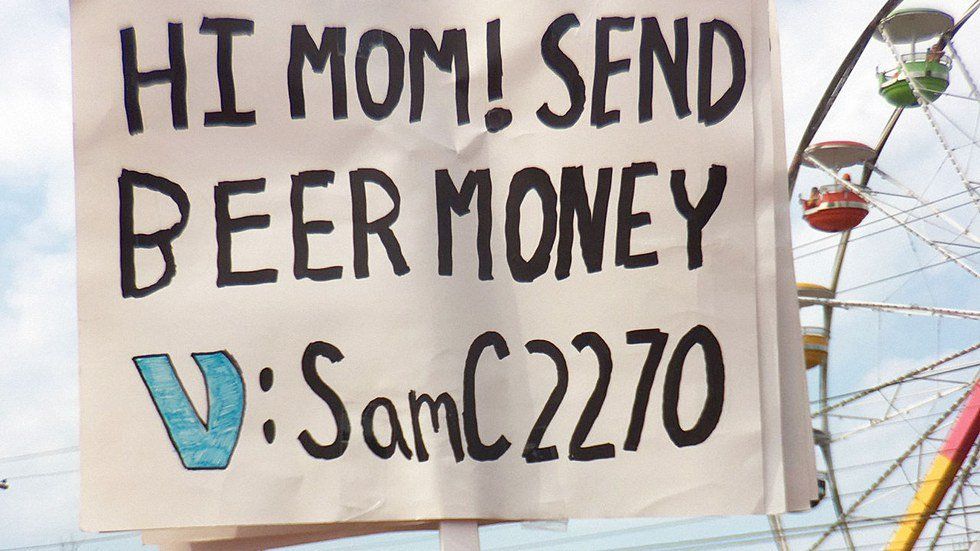 HI MOM! SEND
BEER MONEY
V: SamC2270